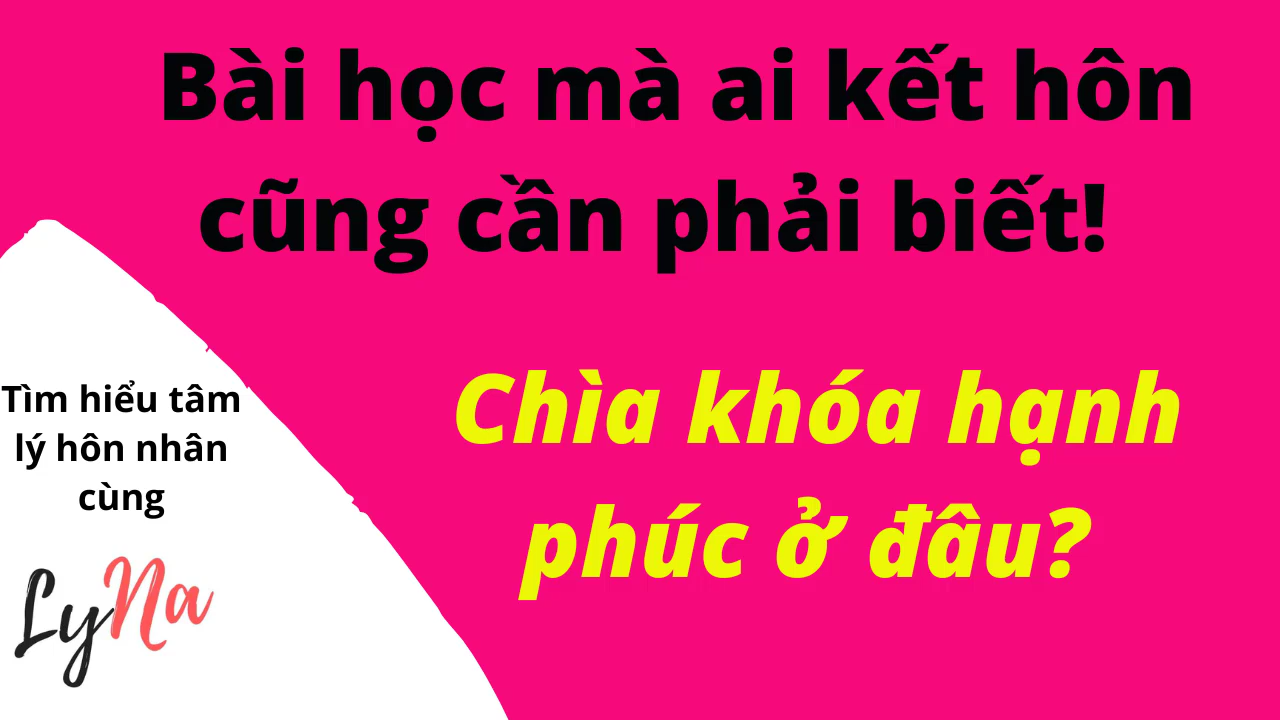 Bài học mà ai kết hôn
cũng cần phải biết!
Chìa khóa hạnh
phúc ở đâu?
Tìm hiểu tâm
lý hôn nhân
cùng
LyNa